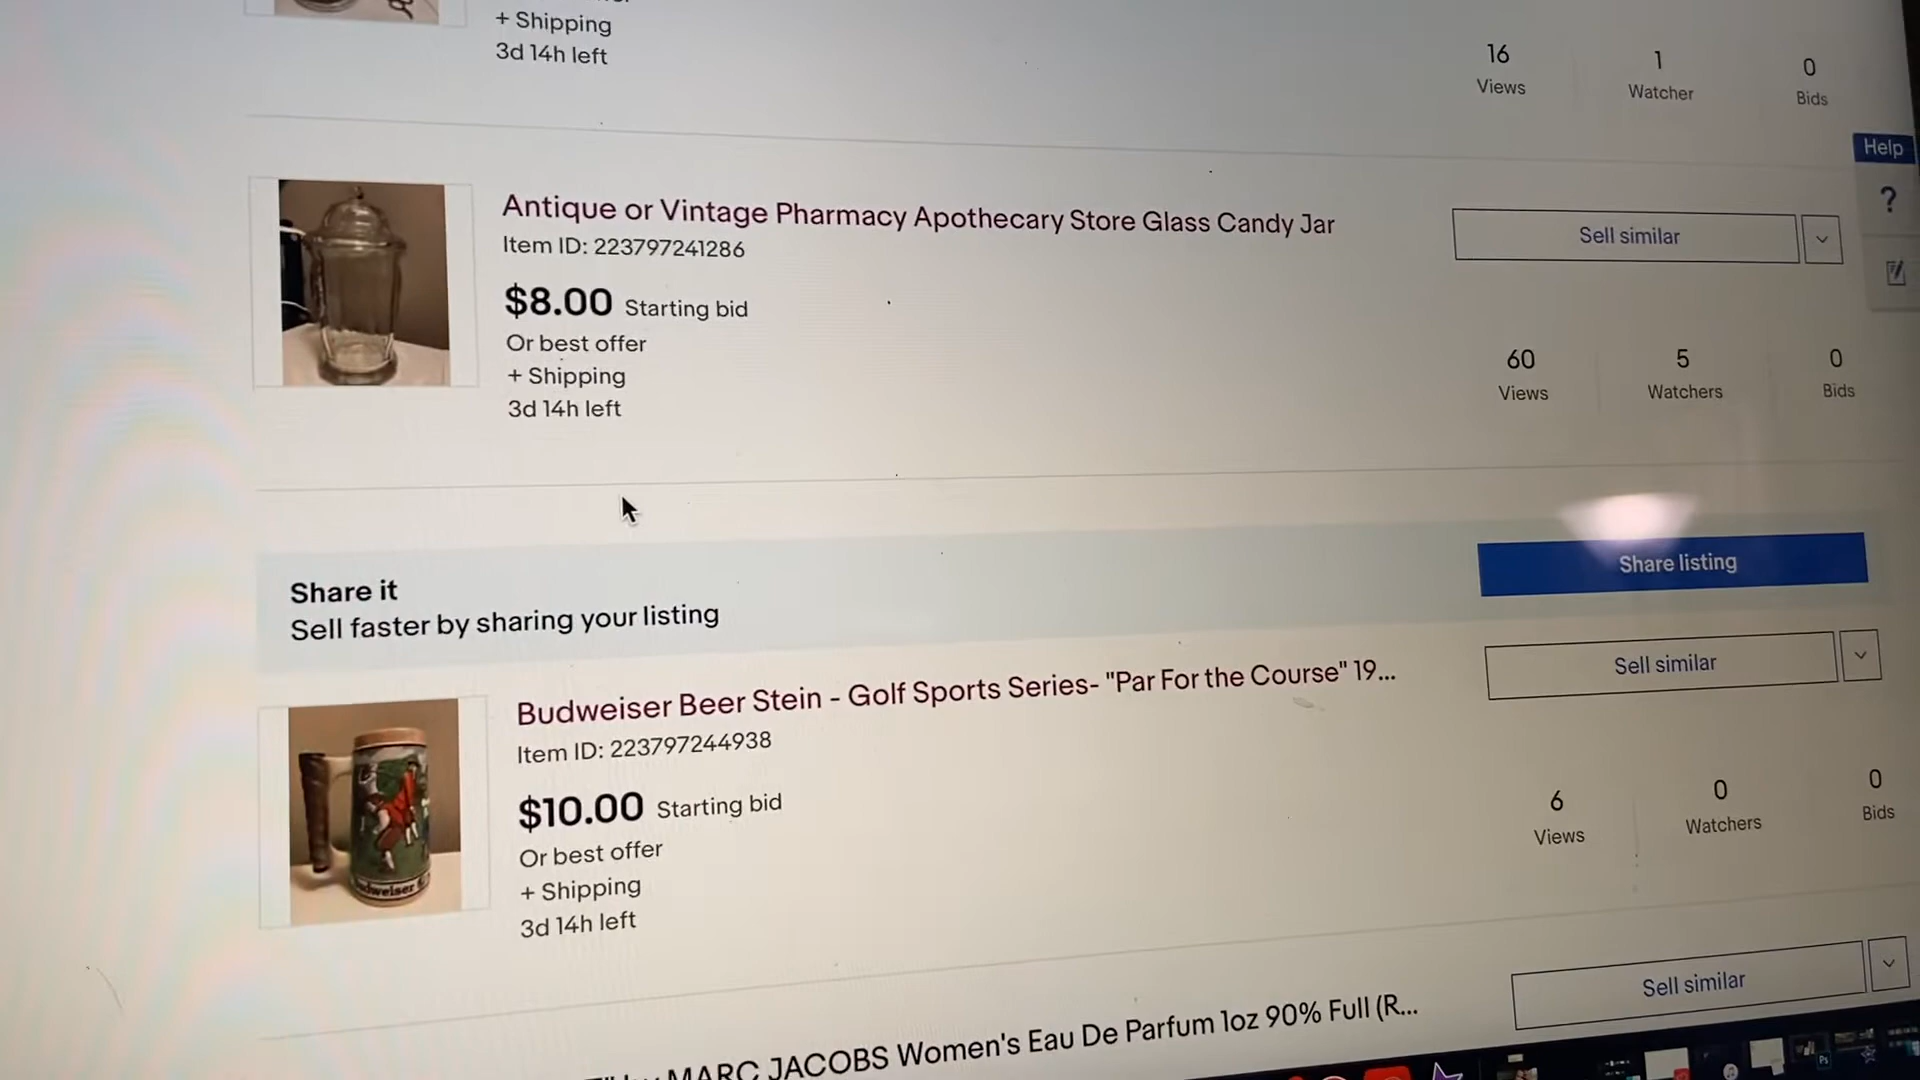 + Shipping
3d 14h left
16
Views
1
Watcher
0
Bids
Help
?
Antique or Vintage Pharmacy Apothecary Store Glass Candy Jar
Item ID: 223797241286
$8.00 Starting bid
Or best offer
+ Shipping
3d 14h left
Sell similar
60
Views
5
Watchers
0
Bids
Share it
Sell faster by sharing your listing
Share listing
Budweiser Beer Stein - Golf Sports Series- "Par For the Course" 19...
Item ID: 223797244938
$10.00 Starting bid
Or best offer
+ Shipping
3d 14h left
Sell similar
6
Views
0
Watchers
0
Bids
MARC JACOBS Women's Eau De Parfum 1oz 90% Full (R...
Sell similar
Ps